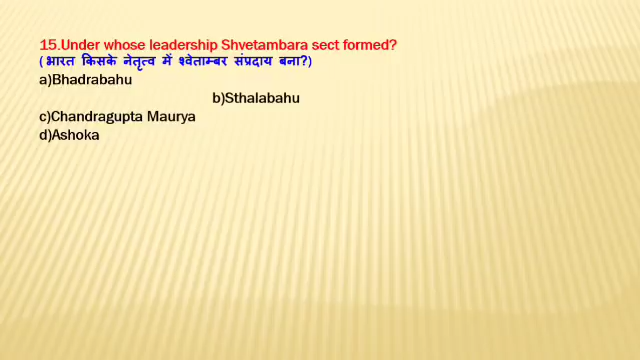 15.Under whose leadership Shvetambara sect formed?
( भारत किसके नेतृत्व में श्वेताम्बर संप्रदाय बना?)
a)Bhadrabahu
b)Sthalabahu
c)Chandragupta Maurya
d)Ashoka